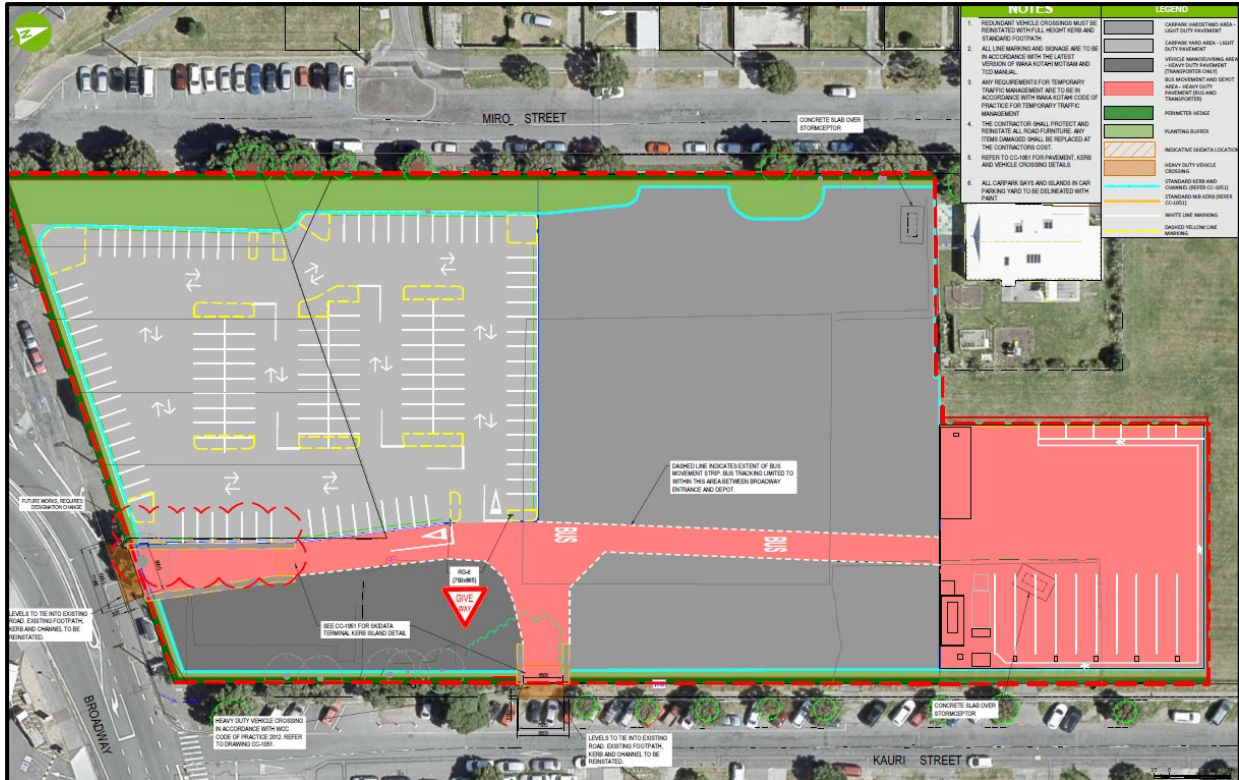 NOTES
1. REDUNDANT VEHICLE CROSSINGS MUST BE
REINSTATED WITH FULL HEIGHT KERB AND
STANDARD FOOTPATH.
2. ALL LINE MARKING AND SIGNAGE ARE TO BE
IN ACCORDANCE WITH THE LATEST
VERSION OF WAKA KOTAHI MOTSAM AND
TCD MANUAL.
3. ANY REQUIREMENTS FOR TEMPORARY
TRAFFIC MANAGEMENT ARE TO BE IN
ACCORDANCE WITH WAKA KOTAHI CODE OF
PRACTICE FOR TEMPORARY TRAFFIC
MANAGEMENT
4. THE CONTRACTOR SHALL PROTECT AND
REINSTATE ALL ROAD FURNITURE. ANY
ITEMS DAMAGED SHALL BE REPLACED AT
THE CONTRACTORS COST.
5. REFER TO CC-1051 FOR PAVEMENT, KERB
AND VEHICLE CROSSING DETAILS.
6. ALL CARPARK BAYS AND ISLANDS IN CAR
PARKING YARD TO BE DELINEATED WITH
PAINT
LEGEND
CARPARK HARDSTAND AREA -
LIGHT DUTY PAVEMENT
CARPARK YARD AREA - LIGHT
DUTY PAVEMENT
VEHICLE MANOEUVRING AREA
- HEAVY DUTY PAVEMENT
(TRANSPORTER ONLY)
BUS MOVEMENT AND DEPOT
AREA - HEAVY DUTY
PAVEMENT (BUS AND
TRANSPORTER)
PERIMETER HEDGE
PLANTING BUFFER
INDICATIVE SKIDATA LOCATION
HEAVY DUTY VEHICLE
CROSSING
STANDARD KERB AND
CHANNEL (REFER CC-1051)
STANDARD NIB KERB (REFER
CC-1051)
WHITE LINE MARKING
DASHED YELLOW LINE
MARKING
MIRO STREET
CONCRETE SLAB OVER
STORMCEPTOR
DASHED LINE INDICATES EXTENT OF BUS
MOVEMENT STRIP. BUS TRACKING LIMITED TO
WITHIN THIS AREA BETWEEN BROADWAY
ENTRANCE AND DEPOT.
FUTURE WORKS, REQUIRES
DESIGNATION CHANGE
BUS
BUS
RG-6
(750x665)
GIVE
WAY
LEVELS TO TIE INTO EXISTING
ROAD. EXISTING FOOTPATH,
KERB AND CHANNEL TO BE
REINSTATED.
SEE CC-1051 FOR SKIDATA
TERMINAL KERB ISLAND DETAIL
6500
7500
8500
BROADWAY
HEAVY DUTY VEHICLE CROSSING
IN ACCORDANCE WITH WCC
CODE OF PRACTICE 2012. REFER
TO DRAWING CC-1051.
LEVELS TO TIE INTO EXISTING
ROAD. EXISTING FOOTPATH,
KERB AND CHANNEL TO BE
REINSTATED.
CONCRETE SLAB OVER
STORMCEPTOR
KAURI STREET